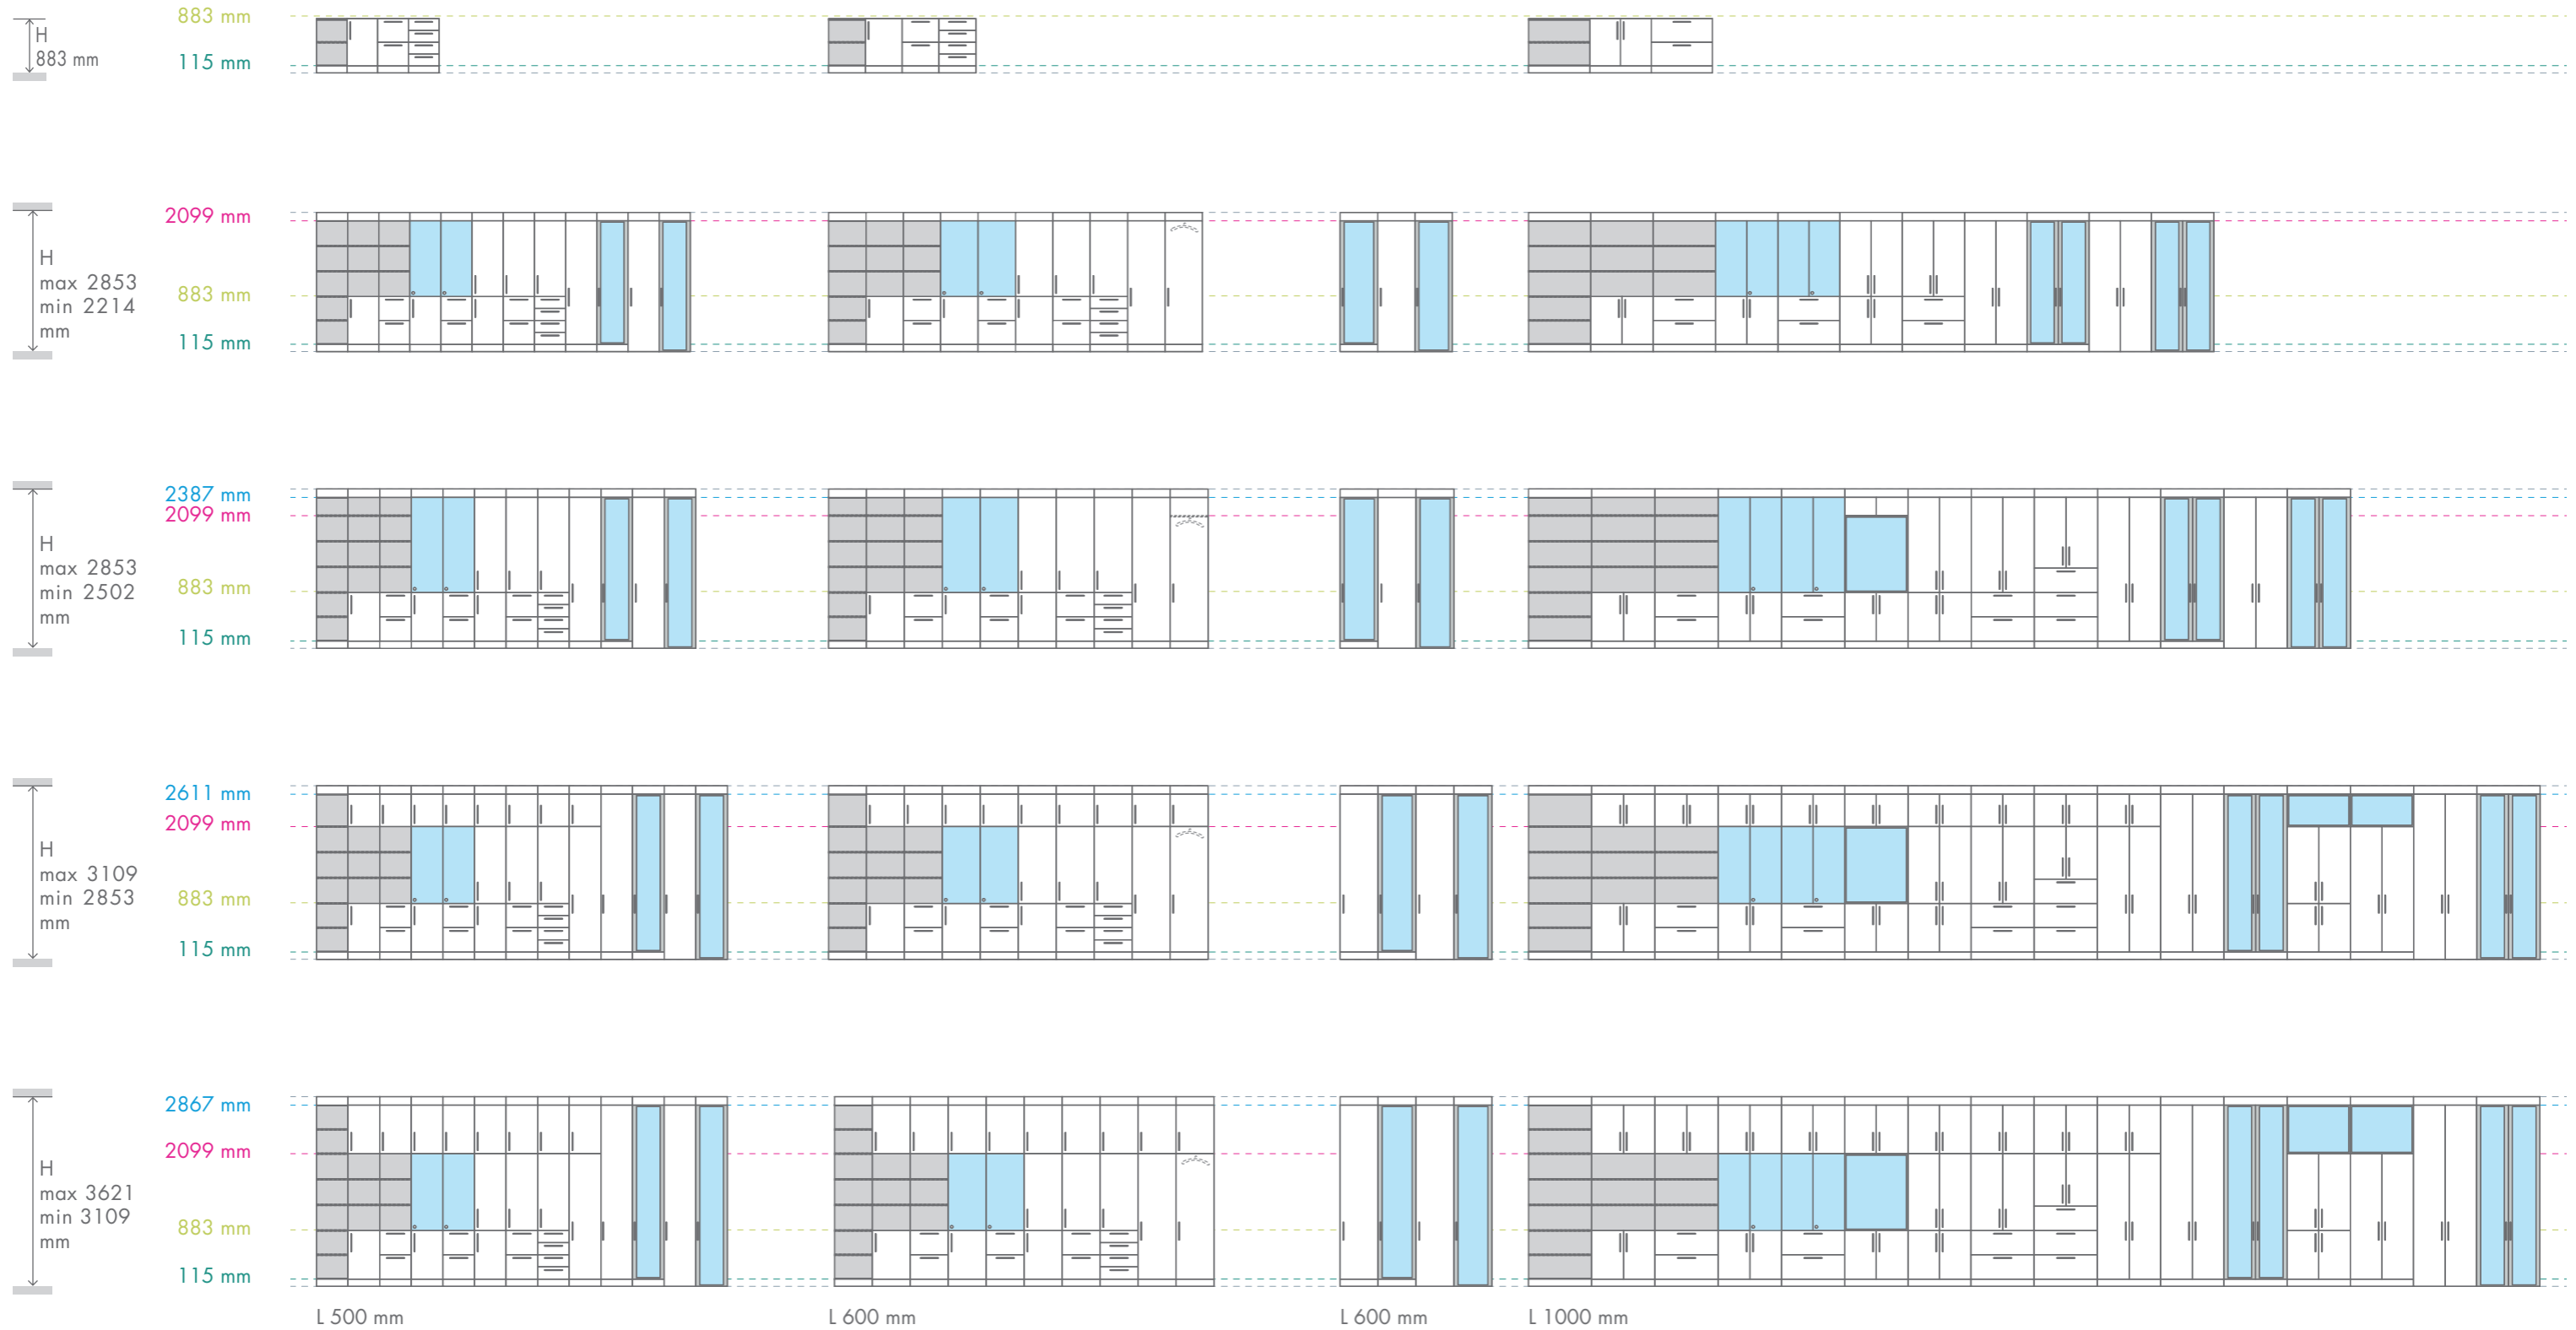 883 mm
H
883 mm
115 mm
2099 mm
H
max 2853
min 2214
mm
883 mm
115 mm
2387 mm
2099 mm
H
max 2853
min 2502
mm
883 mm
115 mm
2611 mm
2099 mm
H
max 3109
min 2853
mm
883 mm
115 mm
2867 mm
2099 mm
H
max 3621
min 3109
mm
883 mm
115 mm
L 500 mm
L 600 mm
L 600 mm
L 1000 mm